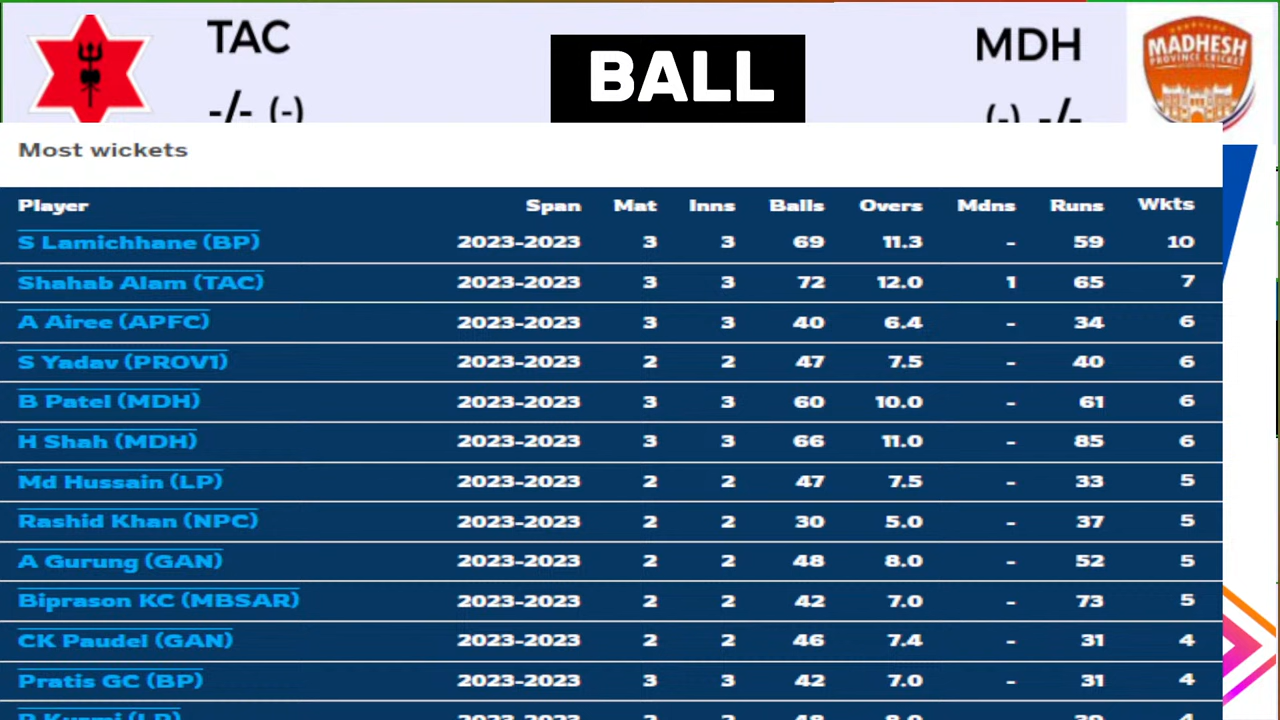 TAC
BALL
MDH
MADHESH
PROVINCE CRICKET
-/- (-)
(-) -/-
Most wickets
Player Span Mat Inns Balls Overs Mdns Runs Wkts
S Lamichhane (BP) 2023-2023 3 3 69 11.3 - 59 10
Shahab Alam (TAC) 2023-2023 3 3 72 12.0 1 65 7
A Airee (APFC) 2023-2023 3 3 40 6.4 - 34 6
S Yadav (PROV1) 2023-2023 2 2 47 7.5 - 40 6
B Patel (MDH) 2023-2023 3 3 60 10.0 - 61 6
H Shah (MDH) 2023-2023 3 3 66 11.0 - 85 6
Md Hussain (LP) 2023-2023 2 2 47 7.5 - 33 5
Rashid Khan (NPC) 2023-2023 2 2 30 5.0 - 37 5
A Gurung (GAN) 2023-2023 2 2 48 8.0 - 52 5
Biprason KC (MBSAR) 2023-2023 2 2 42 7.0 - 73 5
CK Paudel (GAN) 2023-2023 2 2 46 7.4 - 31 4
Pratis GC (BP) 2023-2023 3 3 42 7.0 - 31 4